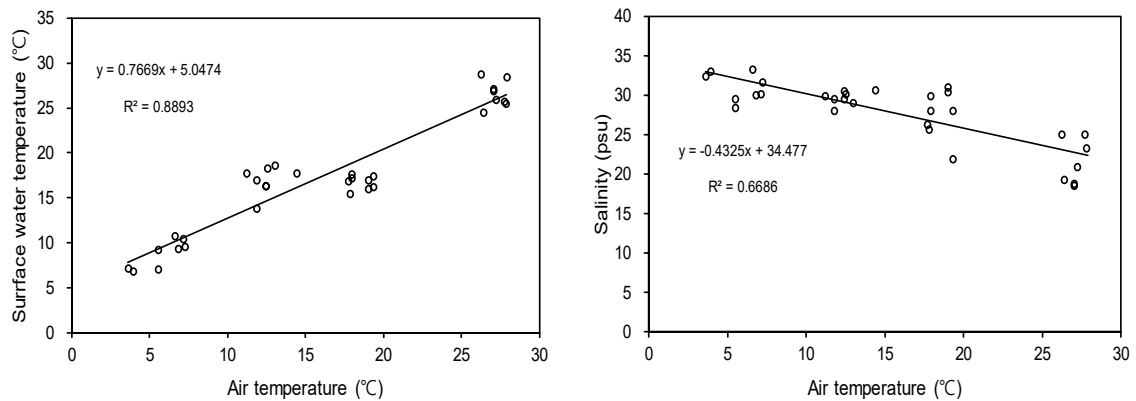 Surrface water temperature (℃)
35
30
25
20
15
10
5
0
y = 0.7669x + 5.0474
R² = 0.8893
0 5 10 15 20 25 30
Air temperature (℃)
Salinity (psu)
40
35
30
25
20
15
10
5
0
y = -0.4325x + 34.477
R² = 0.6686
0 5 10 15 20 25 30
Air temperature (℃)